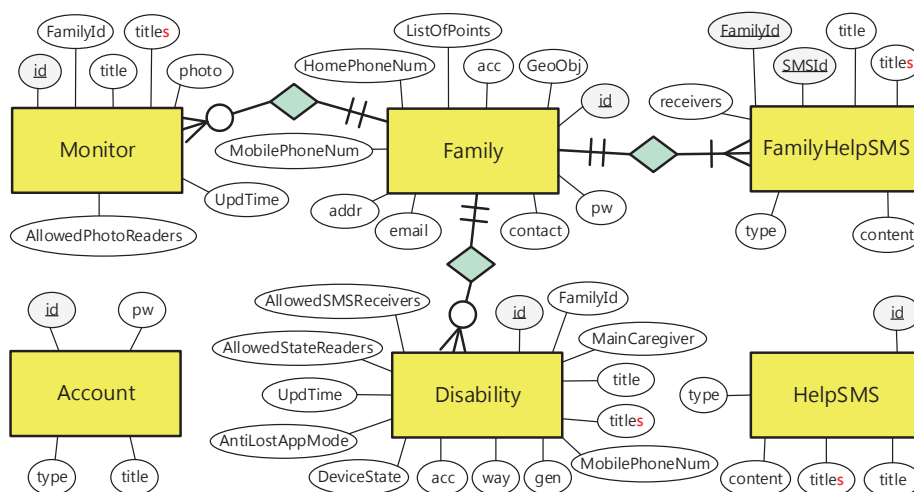 FamilyId
titles
id
title
photo
Monitor
UpdTime
AllowedPhotoReaders
ListOfPoints
HomePhoneNum
acc
GeoObj
id
Family
MobilePhoneNum
addr
email
contact
pw
FamilyId
title
SMSId
titles
receivers
FamilyHelpSMS
type
content
id
pw
Account
type
title
AllowedSMSReceivers
id
FamilyId
AllowedStateReaders
MainCaregiver
UpdTime
Disability
title
titles
AntiLostAppMode
MobilePhoneNum
DeviceState
acc
way
gen
id
type
HelpSMS
content
titles
title